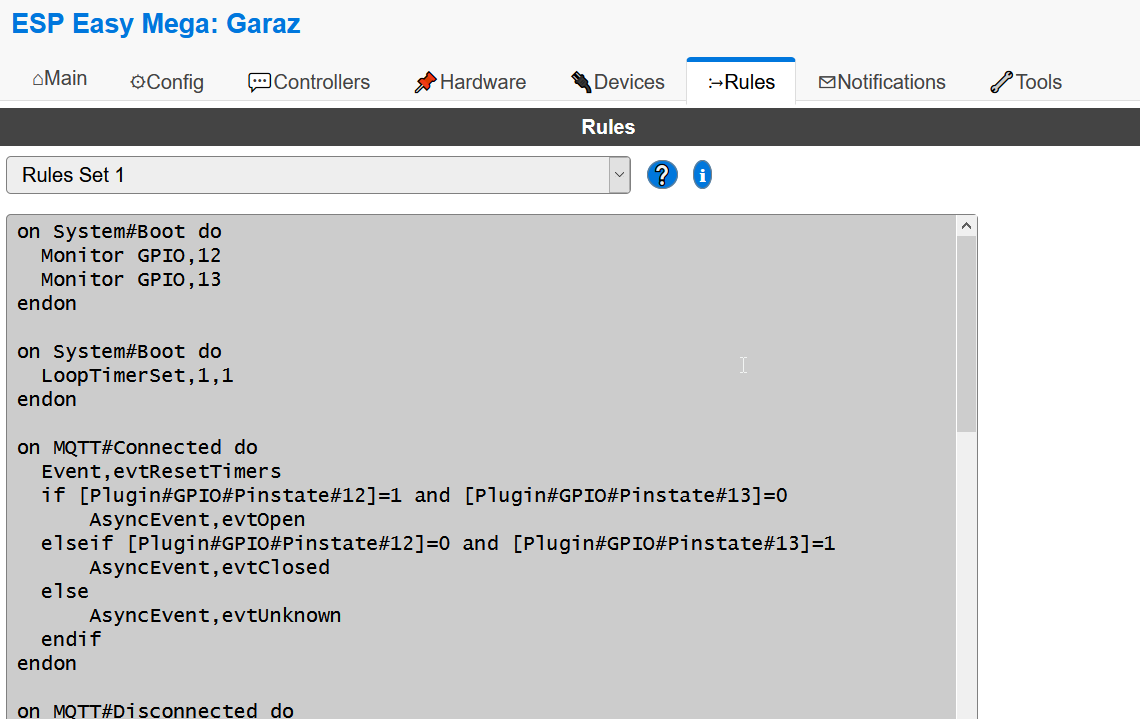 ESP Easy Mega: Garaz
Main Config Controllers Hardware Devices Rules Notifications Tools
Rules
Rules Set 1
on System#Boot do
  Monitor GPIO,12
  Monitor GPIO,13
endon

on System#Boot do
  LoopTimerSet,1,1
endon

on MQTT#Connected do
  Event,evtResetTimers
  if [Plugin#GPIO#Pinstate#12]=1 and [Plugin#GPIO#Pinstate#13]=0
      AsyncEvent,evtOpen
  elseif [Plugin#GPIO#Pinstate#12]=0 and [Plugin#GPIO#Pinstate#13]=1
      AsyncEvent,evtClosed
  else
      AsyncEvent,evtUnknown
  endif
endon

on MQTT#Disconnected do